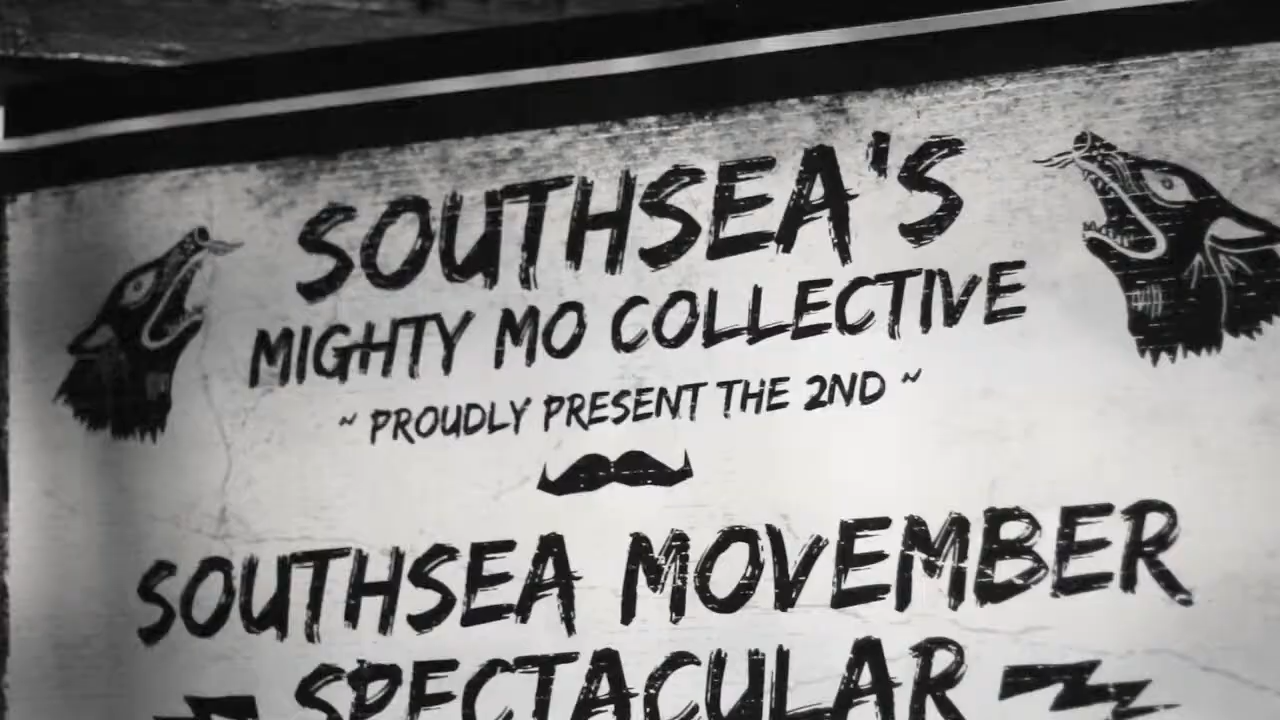 SOUTHSEA'S
MIGHTY MO COLLECTIVE
~ PROUDLY PRESENT THE 2ND ~
SOUTHSEA MOVEMBER
SPECTACULAR